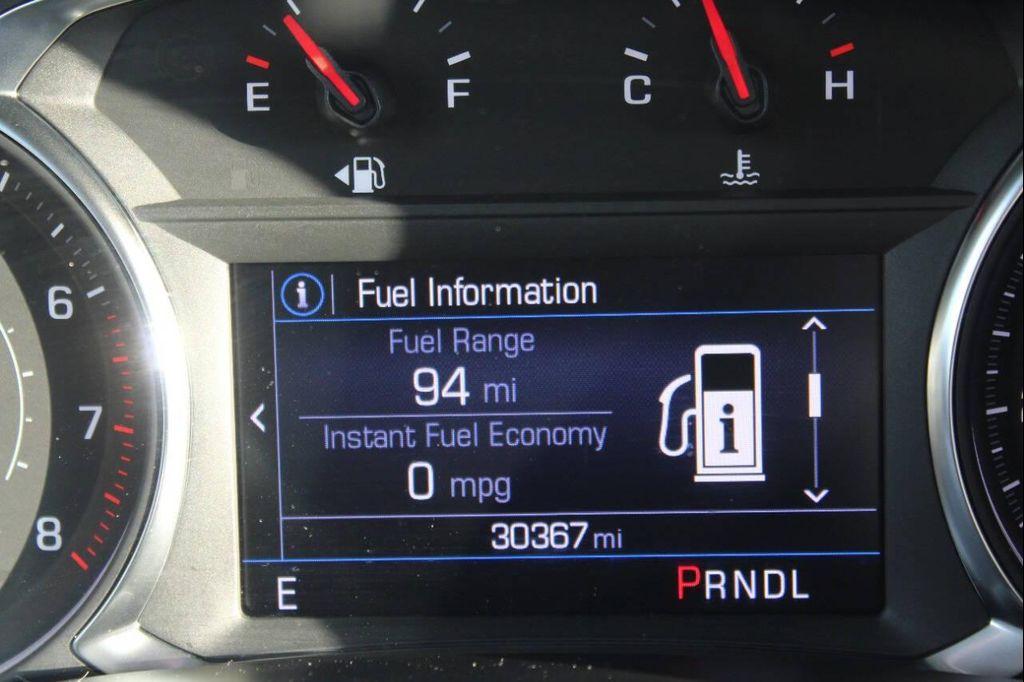 E F C H
i Fuel Information
Fuel Range
94 mi
i
Instant Fuel Economy
0 mpg
30367 mi
E PRNDL
6
7
8